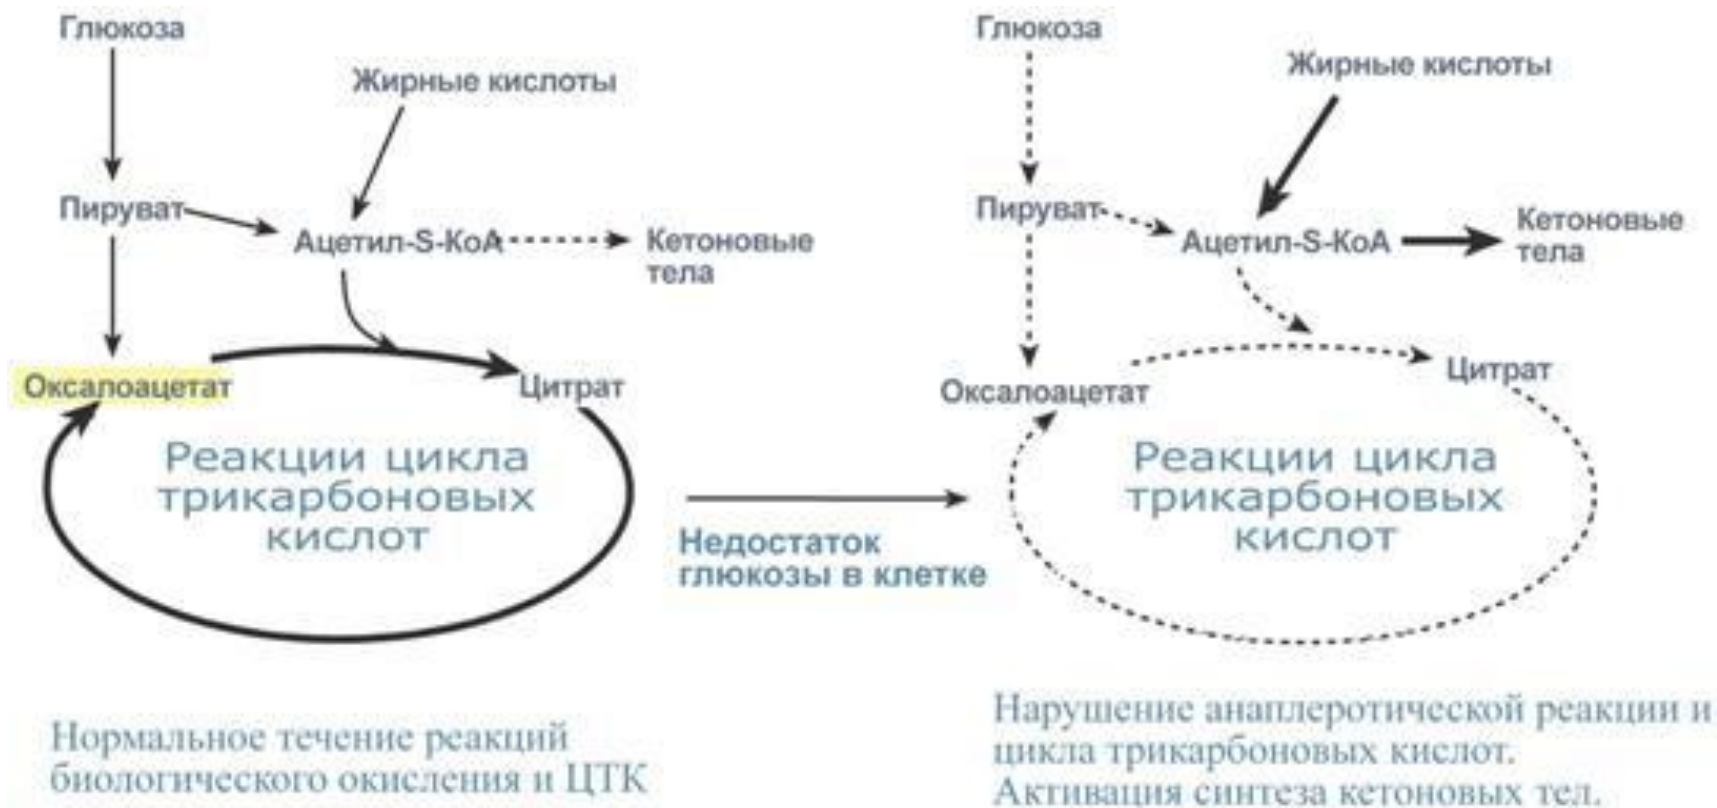 Глюкоза
Жирные кислоты
Пируват
Ацетил-S-КоА
Кетоновые
тела
Оксалоацетат
Цитрат
Реакции цикла
трикарбоновых
кислот
Нормальное течение реакций
биологического окисления и ЦТК
Недостаток
глюкозы в клетке
Глюкоза
Жирные кислоты
Пируват
Ацетил-S-КоА
Кетоновые
тела
Оксалоацетат
Цитрат
Реакции цикла
трикарбоновых
кислот
Нарушение анаплеротической реакции и
цикла трикарбоновых кислот.
Активация синтеза кетоновых тел.